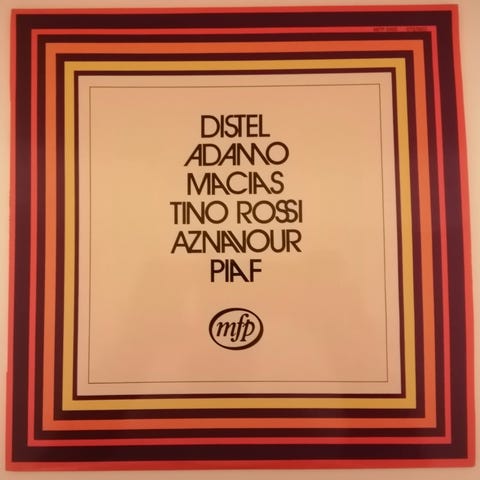 DISTEL
ADAMO
MACIAS
TINO ROSSI
AZNAVOUR
PIAF
mfp